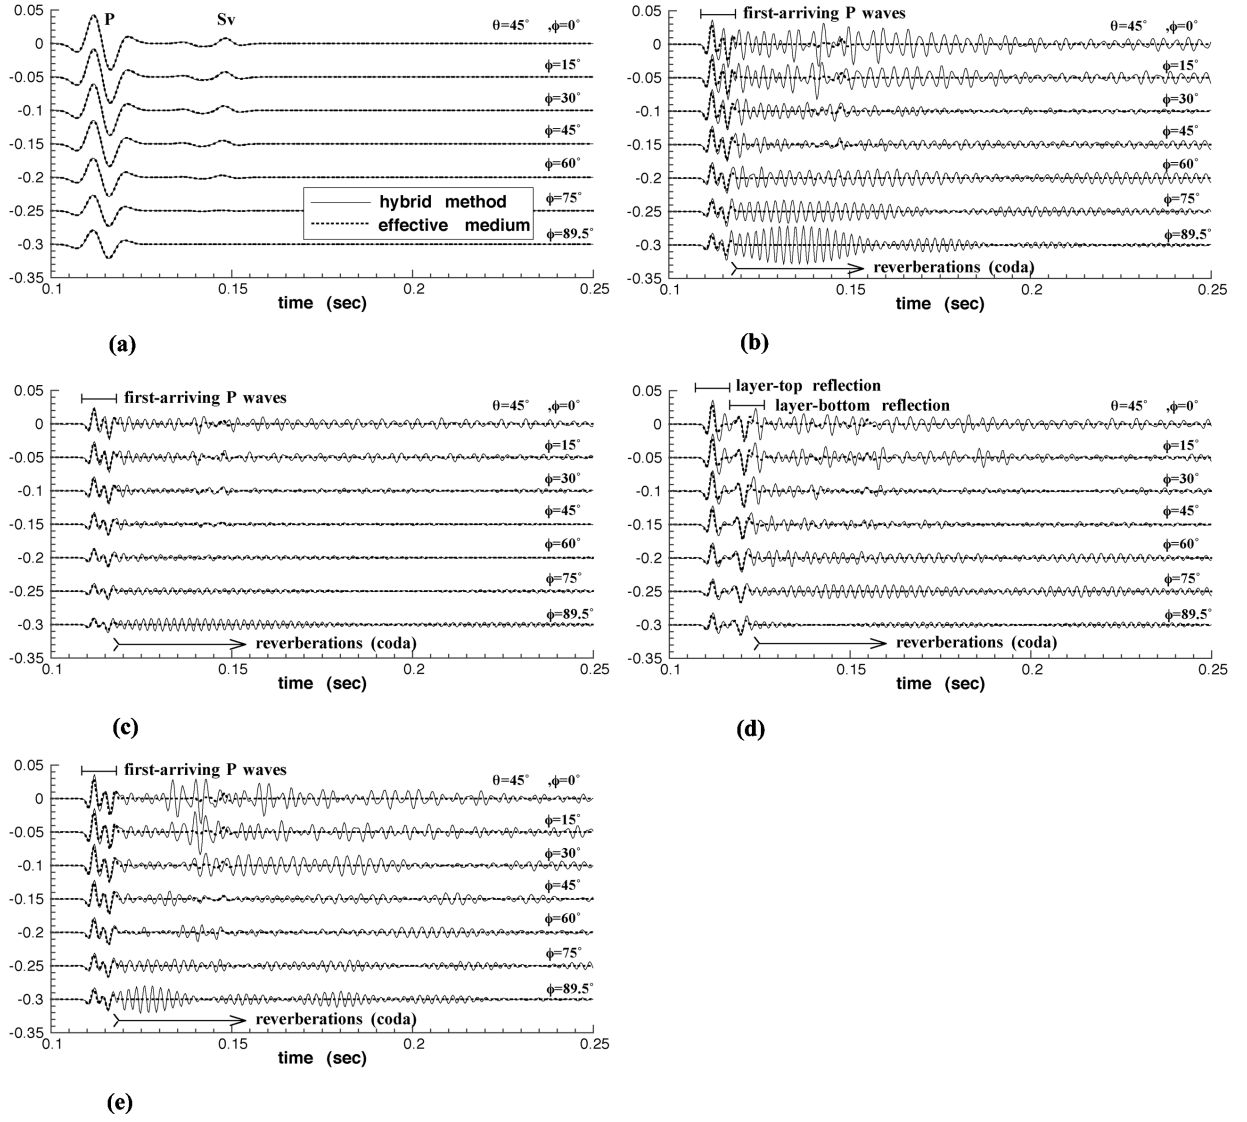 P Sv θ=45° ,ϕ=0°
0
-0.05 ϕ=15°
-0.1 ϕ=30°
-0.15 ϕ=45°
-0.2 ϕ=60°
-0.25 ϕ=75°
-0.3 ϕ=89.5°
-0.35
hybrid method
effective medium
0.05
0.1 0.15 0.2 0.25
time (sec)
(a)
first-arriving P waves
0.05 θ=45° ,ϕ=0°
0
-0.05 ϕ=15°
-0.1 ϕ=30°
-0.15 ϕ=45°
-0.2 ϕ=60°
-0.25 ϕ=75°
-0.3 ϕ=89.5°
reverberations (coda)
-0.35
0.1 0.15 0.2 0.25
time (sec)
(b)
0.05
first-arriving P waves
θ=45° ,ϕ=0°
0
-0.05 ϕ=15°
-0.1 ϕ=30°
-0.15 ϕ=45°
-0.2 ϕ=60°
-0.25 ϕ=75°
-0.3 ϕ=89.5°
reverberations (coda)
-0.35
0.1 0.15 0.2 0.25
time (sec)
(c)
layer-top reflection
0.05
layer-bottom reflection
θ=45° ,ϕ=0°
0
-0.05 ϕ=15°
-0.1 ϕ=30°
-0.15 ϕ=45°
-0.2 ϕ=60°
-0.25 ϕ=75°
-0.3 ϕ=89.5°
reverberations (coda)
-0.35
0.1 0.15 0.2 0.25
time (sec)
(d)
0.05
first-arriving P waves
θ=45° ,ϕ=0°
0
-0.05 ϕ=15°
-0.1 ϕ=30°
-0.15 ϕ=45°
-0.2 ϕ=60°
-0.25 ϕ=75°
-0.3 ϕ=89.5°
reverberations (coda)
-0.35
0.1 0.15 0.2 0.25
time (sec)
(e)